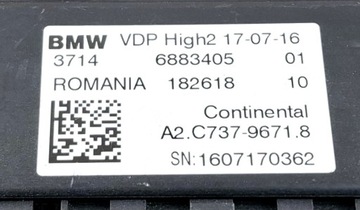 BMW VDP High2 17-07-16
3714 6883405 01
ROMANIA 182618 10
Continental
A2.C737-9671.8
SN:1607170362